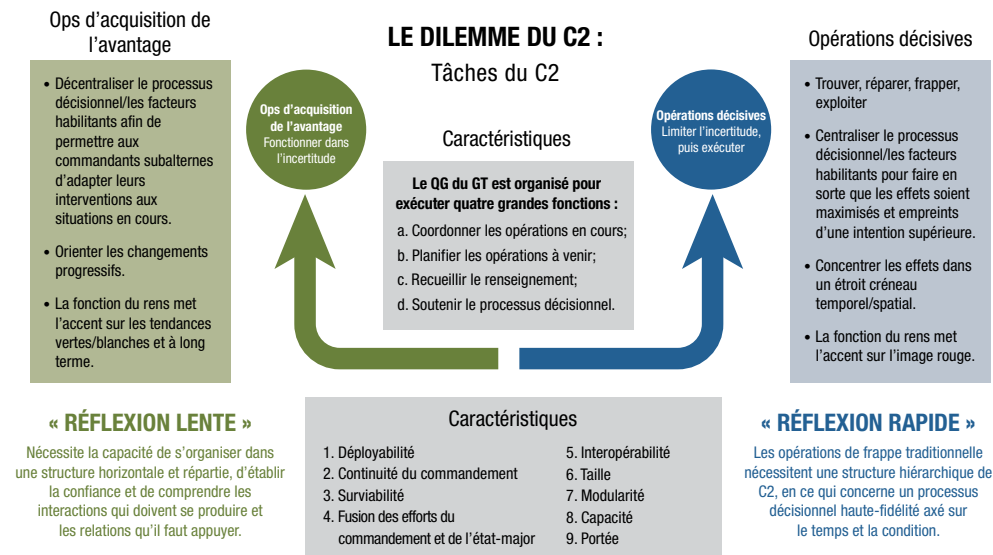 Ops d'acquisition de
l'avantage
• Décentraliser le processus
décisionnel/les facteurs
habilitants afin de
permettre aux
commandants subalternes
d'adapter leurs
interventions aux
situations en cours.
• Orienter les changements
progressifs.
• La fonction du rens met
l'accent sur les tendances
vertes/blanches et à long
terme.
« RÉFLEXION LENTE »
Nécessite la capacité de s'organiser dans
une structure horizontale et répartie, d'établir
la confiance et de comprendre les
interactions qui doivent se produire et
les relations qu'il faut appuyer.
LE DILEMME DU C2 :
Tâches du C2
Ops d'acquisition
de l'avantage
Fonctionner dans
l'incertitude
Caractéristiques
Le QG du GT est organisé pour
exécuter quatre grandes fonctions :
a. Coordonner les opérations en cours;
b. Planifier les opérations à venir;
c. Recueillir le renseignement;
d. Soutenir le processus décisionnel.
Opérations décisives
Limiter l'incertitude,
puis exécuter
Caractéristiques
1. Déployabilité
2. Continuité du commandement
3. Surviabilité
4. Fusion des efforts du
commandement et de l'état-major
5. Interopérabilité
6. Taille
7. Modularité
8. Capacité
9. Portée
Opérations décisives
• Trouver, réparer, frapper,
exploiter
• Centraliser le processus
décisionnel/les facteurs
habilitants pour faire en
sorte que les effets soient
maximisés et empreints
d'une intention supérieure.
• Concentrer les effets dans
un étroit créneau
temporel/spatial.
• La fonction du rens met
l'accent sur l'image rouge.
« RÉFLEXION RAPIDE »
Les opérations de frappe traditionnelle
nécessitent une structure hiérarchique de
C2, en ce qui concerne un processus
décisionnel haute-fidélité axé sur
le temps et la condition.